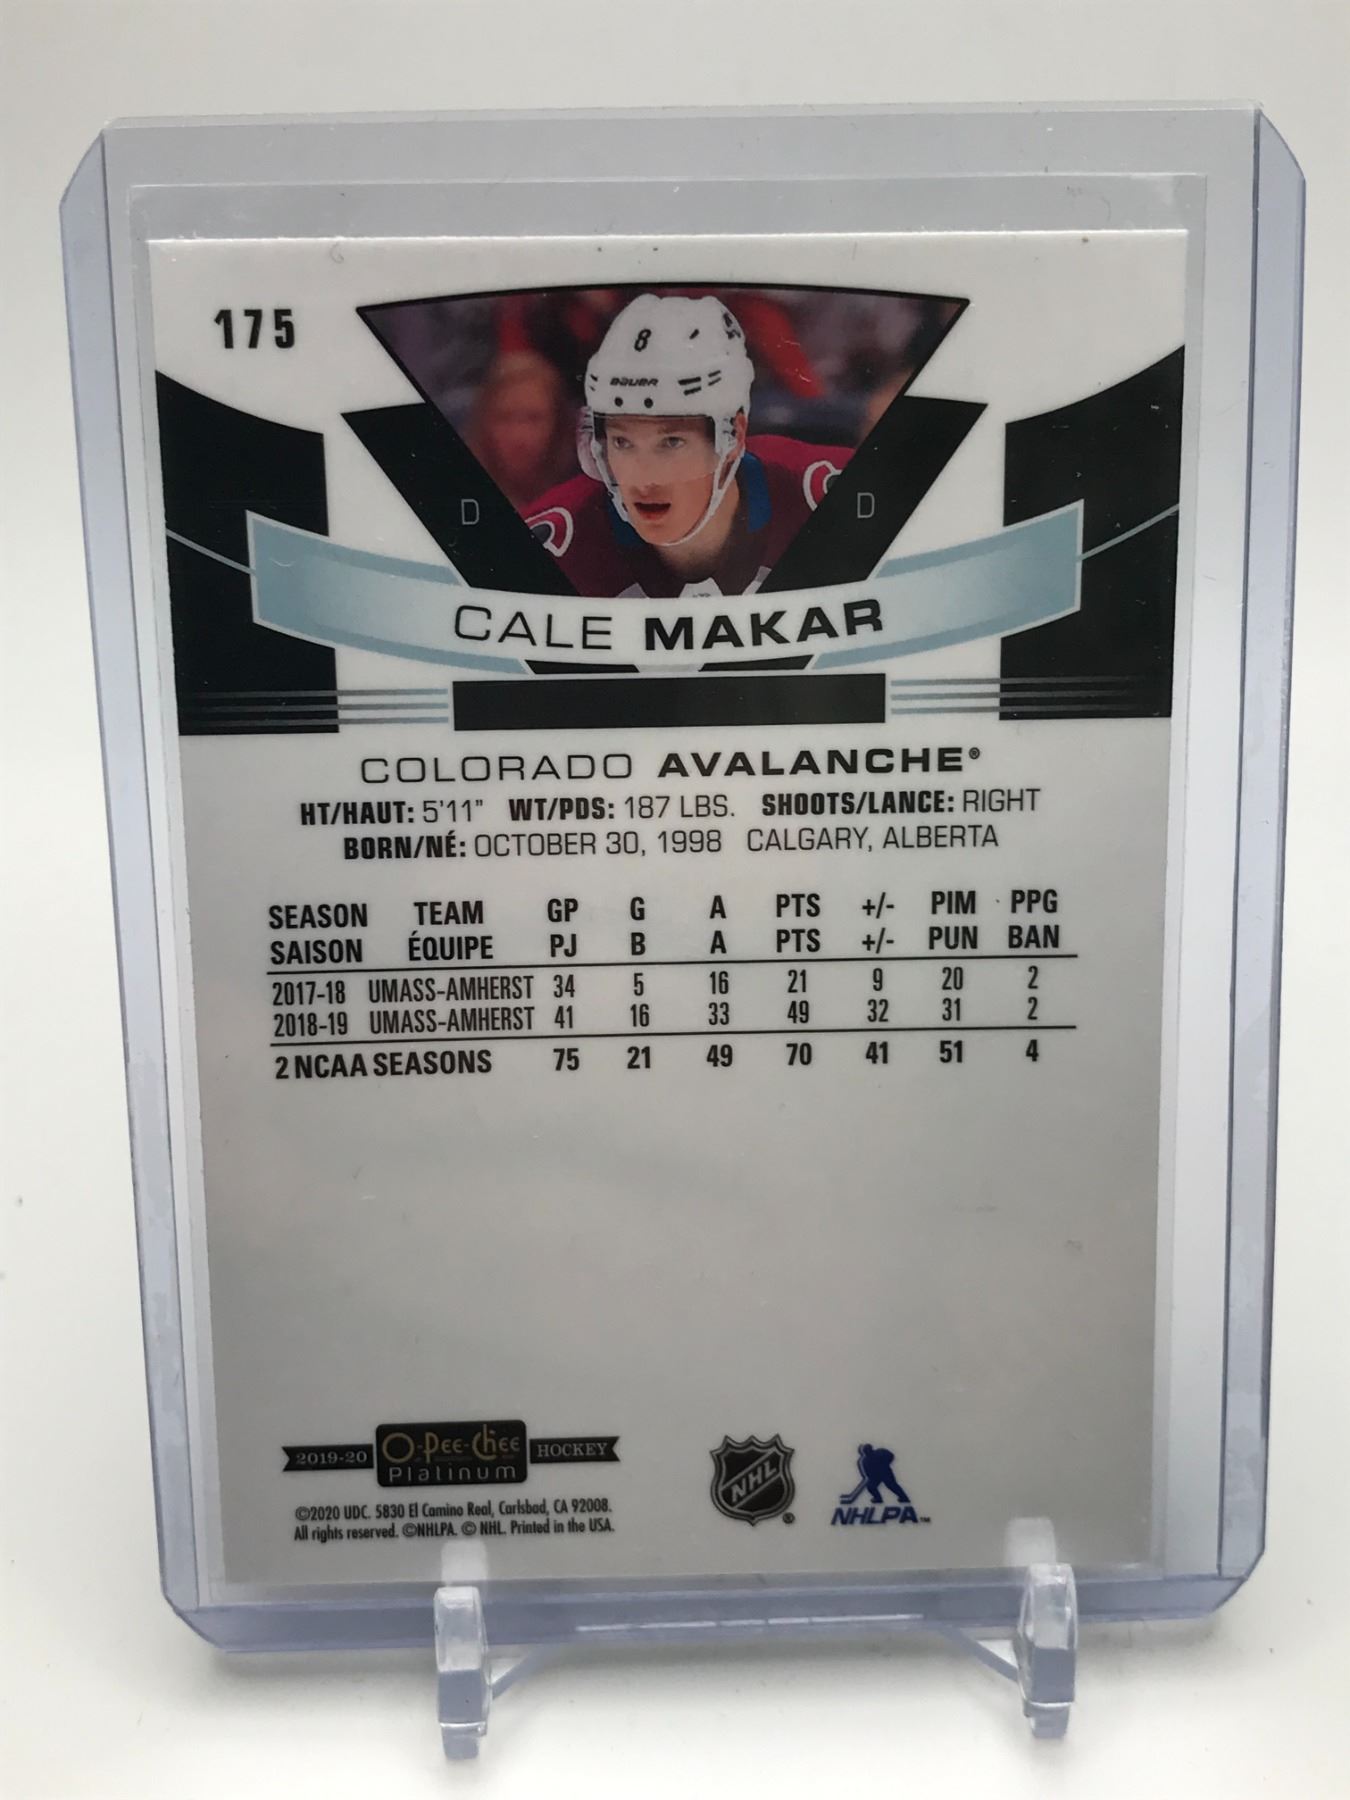 175
8
BAUER
D D
CALE MAKAR
COLORADO AVALANCHE®
HT/HAUT: 5'11" WT/PDS: 187 LBS. SHOOTS/LANCE: RIGHT
BORN/NÉ: OCTOBER 30, 1998 CALGARY, ALBERTA
SEASON TEAM GP G A PTS +/- PIM PPG
SAISON ÉQUIPE PJ B A PTS +/- PUN BAN
2017-18 UMASS-AMHERST 34 5 16 21 9 20 2
2018-19 UMASS-AMHERST 41 16 33 49 32 31 2
2 NCAA SEASONS 75 21 49 70 41 51 4
2019-20 O-Pee-Chee HOCKEY
Platinum
NHL®
NHLPA™
©2020 UDC. 5830 El Camino Real, Carlsbad, CA 92008.
All rights reserved. ©NHLPA. © NHL. Printed in the USA.